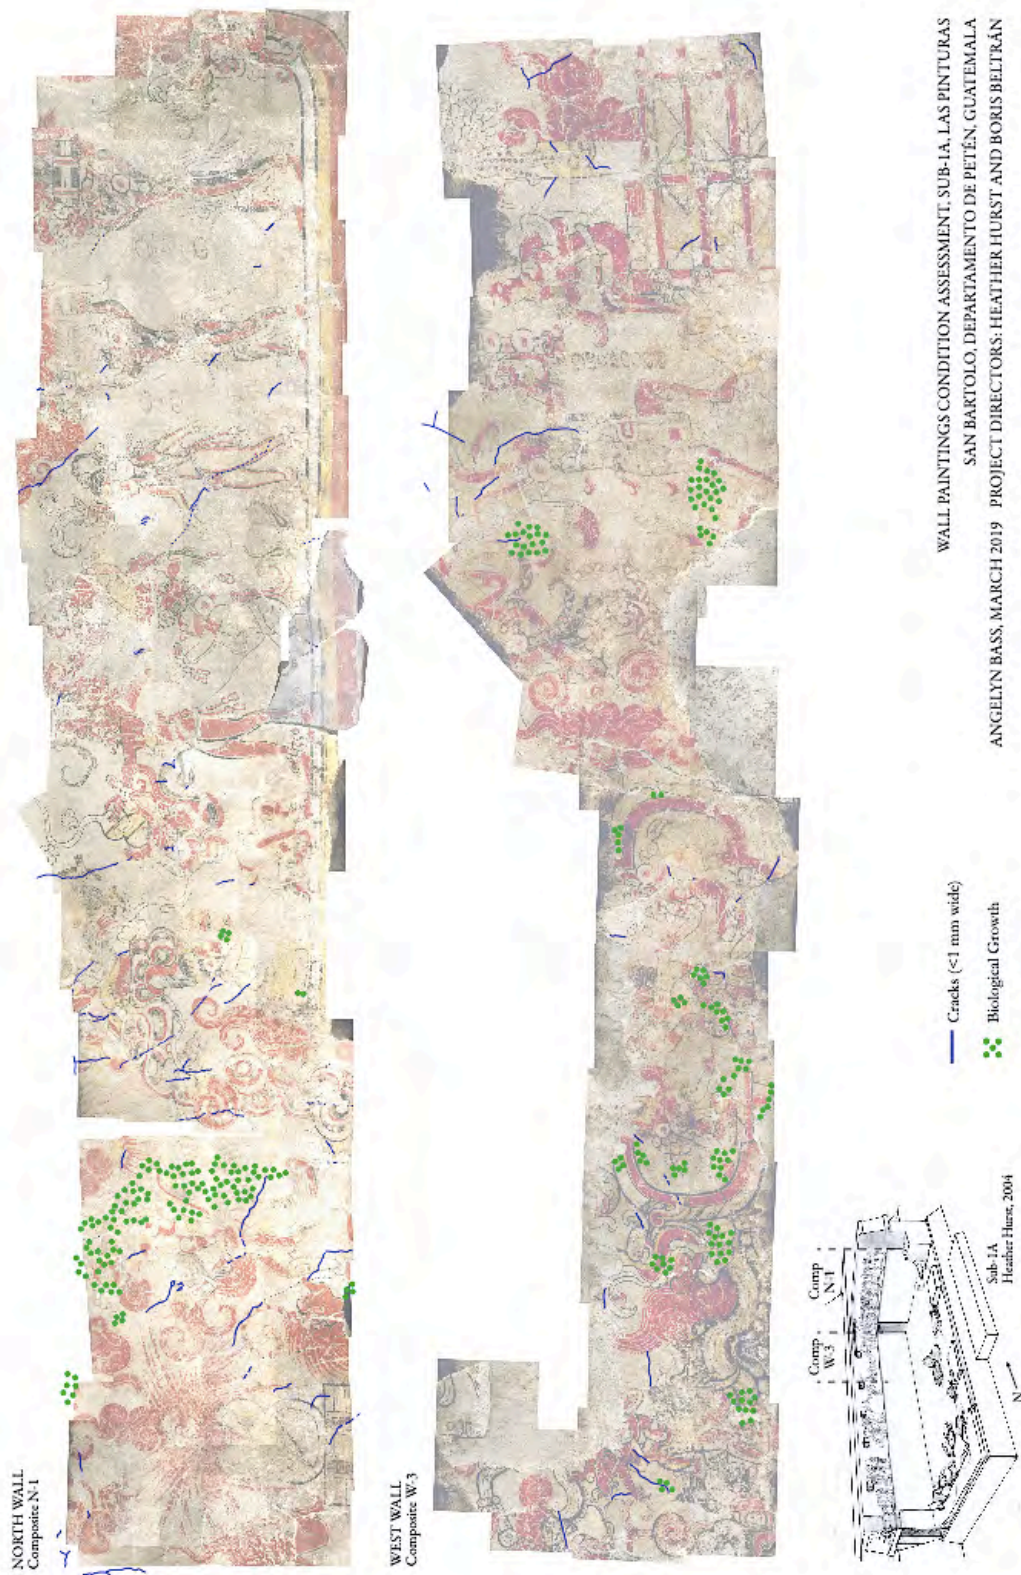 NORTH WALL
Composite N-1
WEST WALL
Composite W-3
WALL PAINTINGS CONDITION ASSESSMENT, SUB-1A, LAS PINTURAS
SAN BARTOLO, DEPARTAMENTO DE PETÉN, GUATEMALA
ANGELYN BASS, MARCH 2019 PROJECT DIRECTORS: HEATHER HURST AND BORIS BELTRÁN
Cracks (<1 mm wide)
Biological Growth
Comp
W-3
Comp
N-1
Sub-1A
Heather Hurst, 2004
N